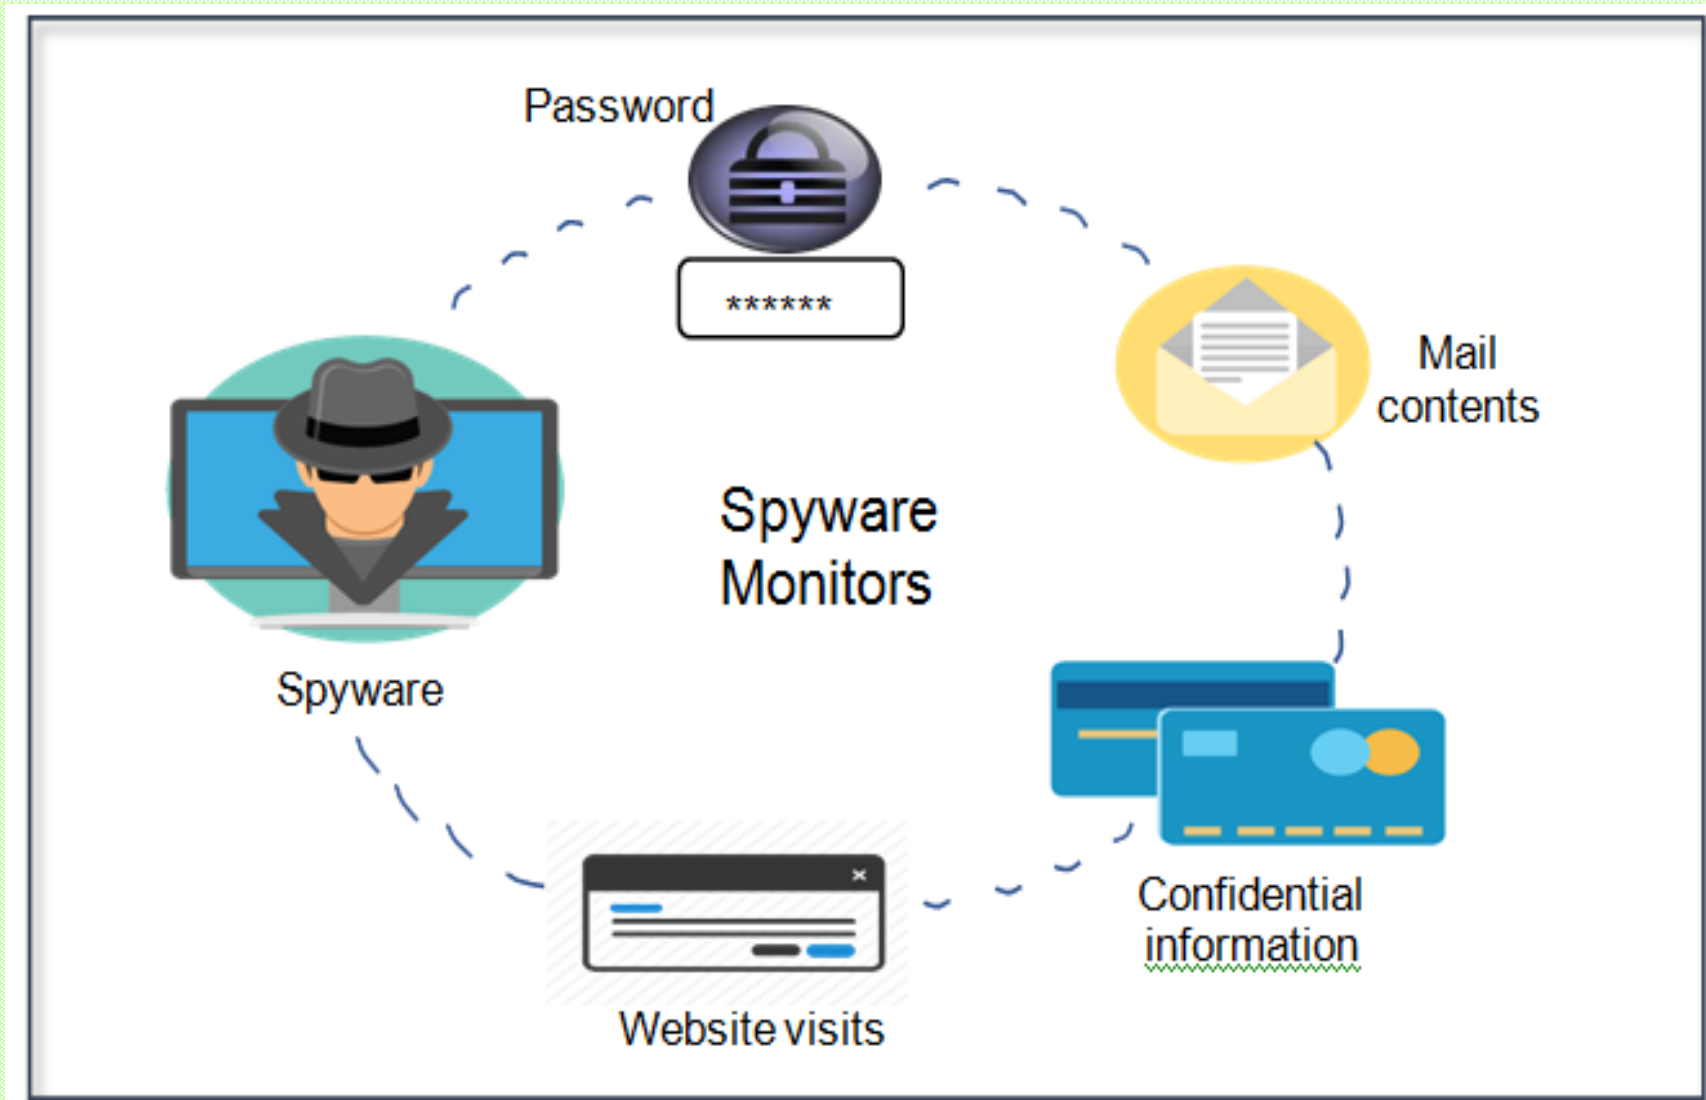 Password
******
Mail
contents
Spyware
Monitors
Spyware
Confidential
information
Website visits